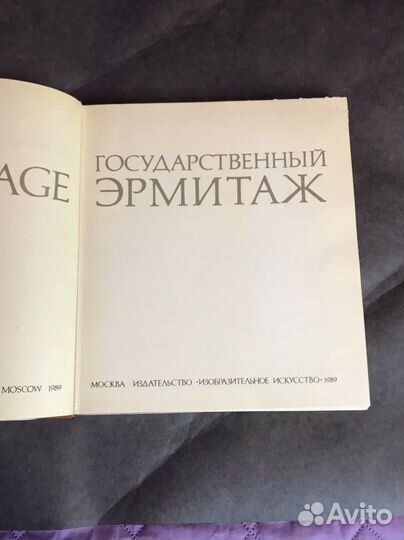 AGE
MOSCOW 1989
ГОСУДАРСТВЕННЫЙ
ЭРМИТАЖ
МОСКВА ИЗДАТЕЛЬСТВО •ИЗОБРАЗИТЕЛЬНОЕ ИСКУССТВО• 1989
Avito